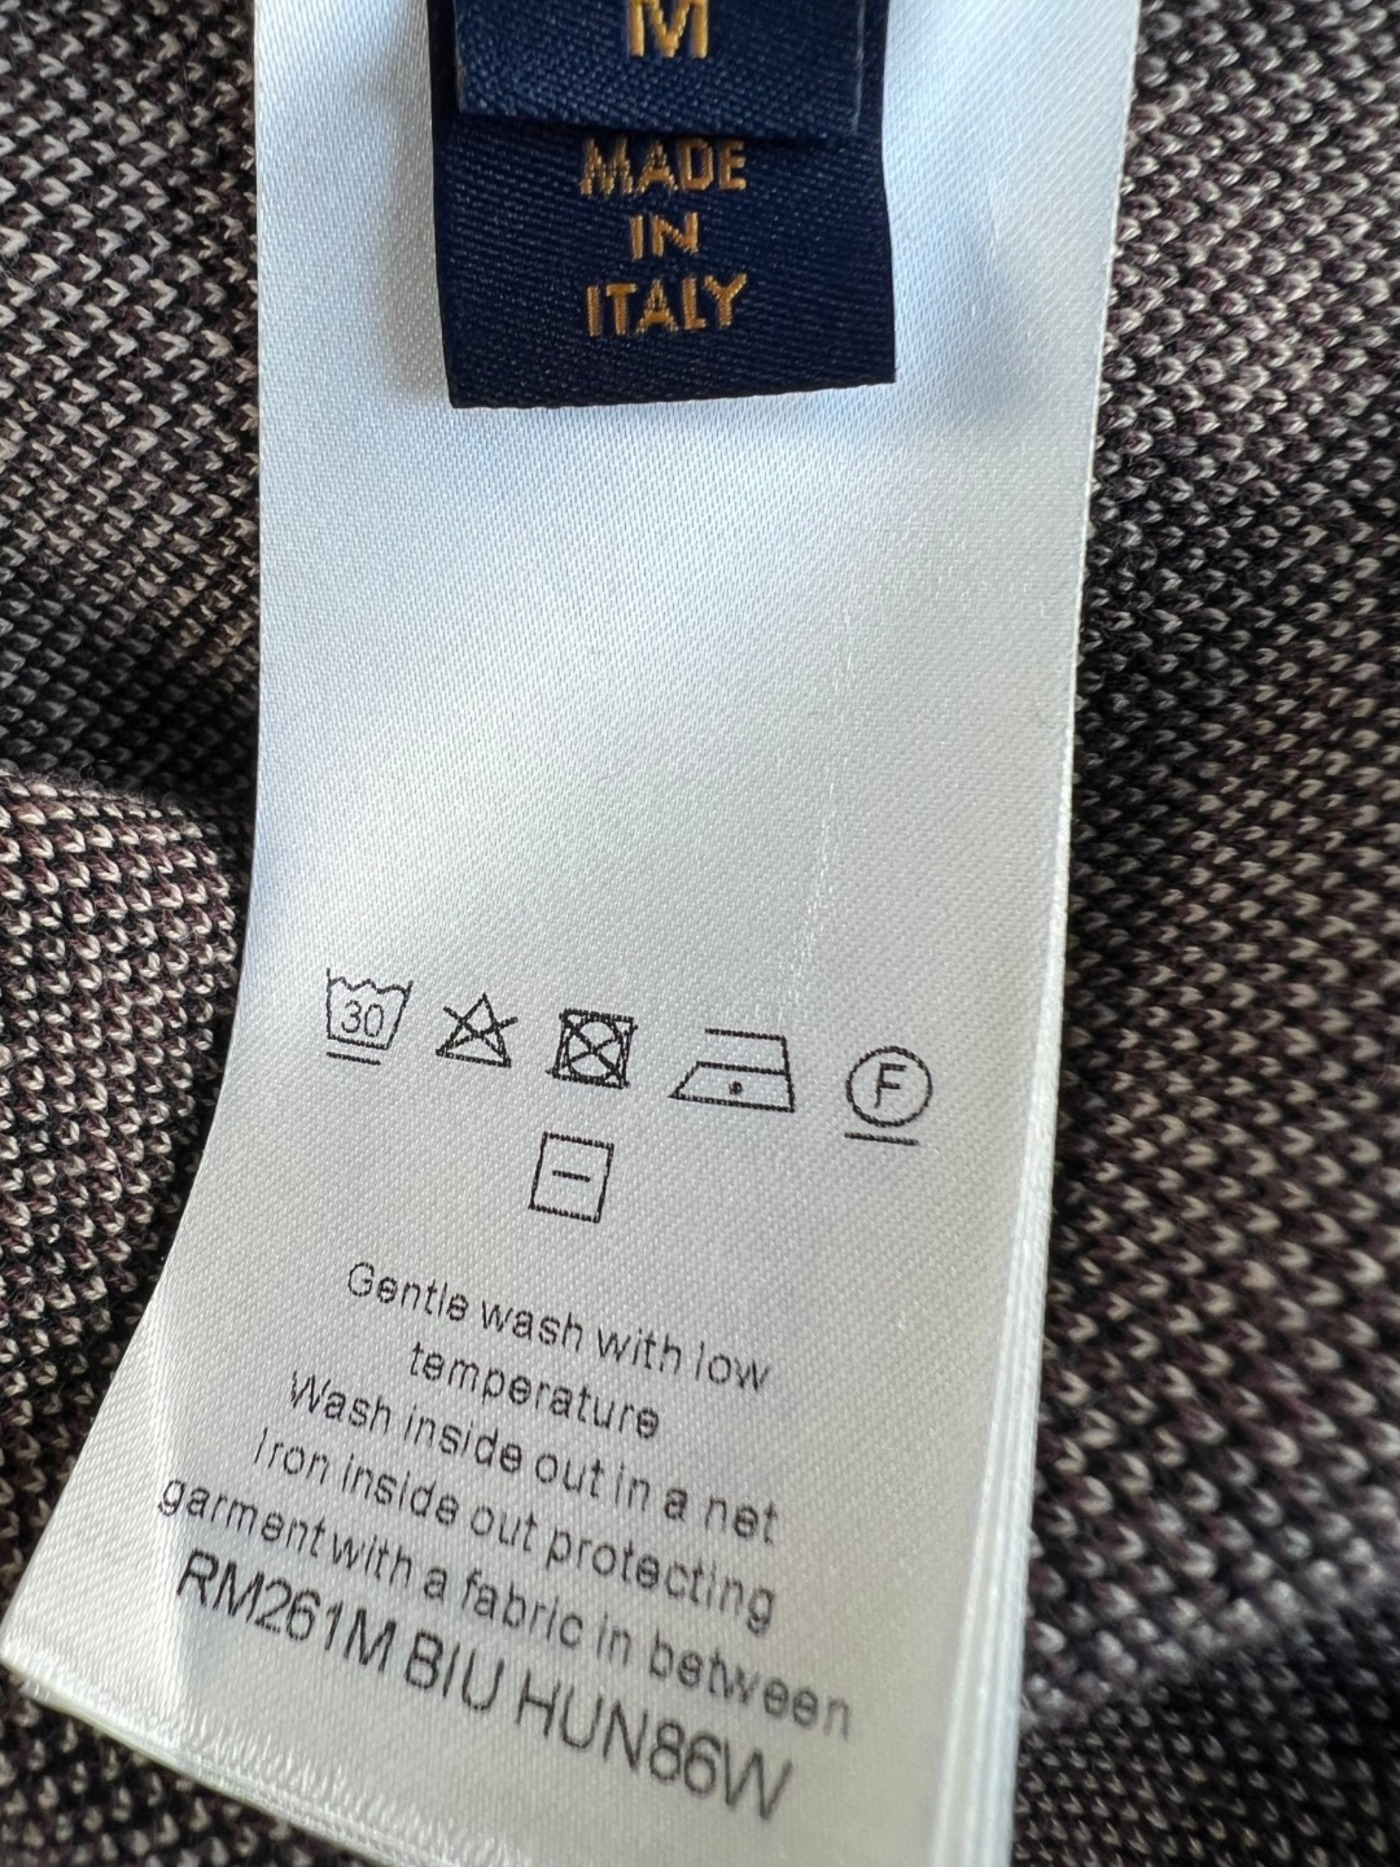 M
MADE
IN
ITALY
30
F
Gentle wash with low
temperature
Wash inside out in a net
Iron inside out protecting
garment with a fabric in between
RM261M BIU HUN86W